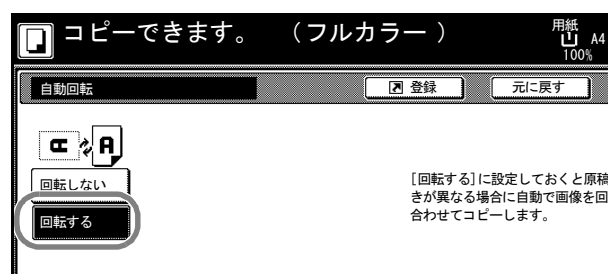 コピーできます。 （フルカラー ）
用紙
A4
100%
自動回転
登録
元に戻す
A A
回転しない
回転する
[回転する]に設定しておくと原稿
きが異なる場合に自動で画像を回
合わせてコピーします。